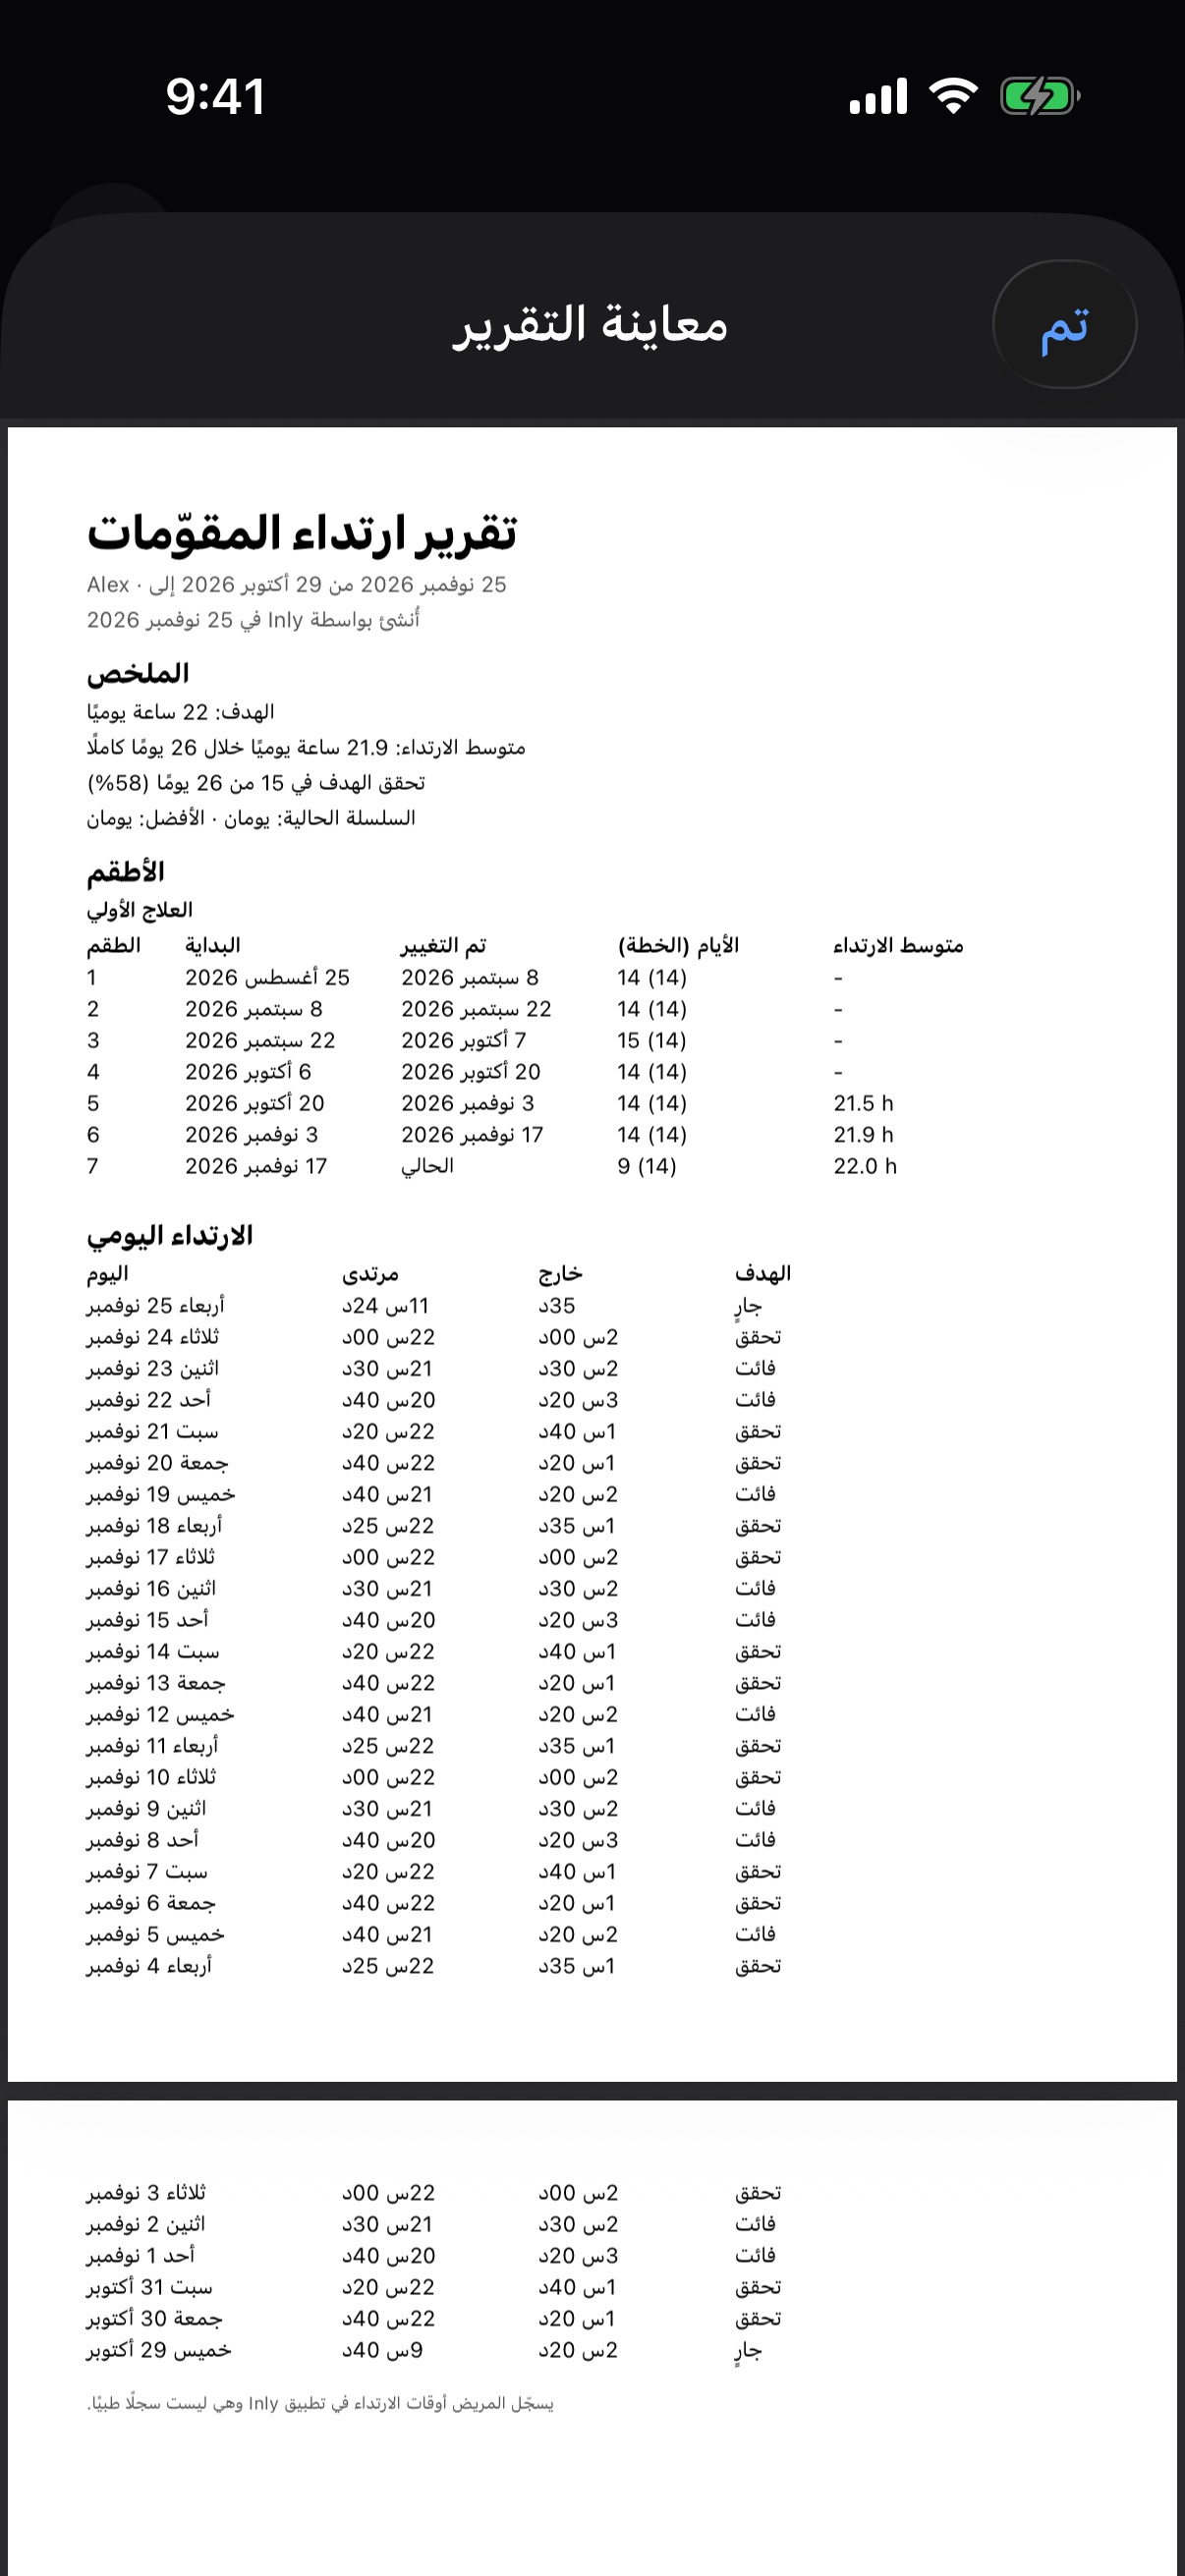 9:41
معاينة التقرير
تم
تقرير ارتداء المقوّمات
Alex · من 29 أكتوبر 2026 إلى 25 نوفمبر 2026
أُنشئ بواسطة Inly في 25 نوفمبر 2026
الملخص
الهدف: 22 ساعة يوميًا
متوسط الارتداء: 21.9 ساعة يوميًا خلال 26 يومًا كاملًا
تحقق الهدف في 15 من 26 يومًا (58%)
السلسلة الحالية: يومان · الأفضل: يومان
الأطقم
العلاج الأولي
الطقم البداية تم التغيير الأيام (الخطة) متوسط الارتداء
1 25 أغسطس 2026 8 سبتمبر 2026 14 (14) -
2 8 سبتمبر 2026 22 سبتمبر 2026 14 (14) -
3 22 سبتمبر 2026 7 أكتوبر 2026 15 (14) -
4 6 أكتوبر 2026 20 أكتوبر 2026 14 (14) -
5 20 أكتوبر 2026 3 نوفمبر 2026 14 (14) 21.5 h
6 3 نوفمبر 2026 17 نوفمبر 2026 14 (14) 21.9 h
7 17 نوفمبر 2026 الحالي 9 (14) 22.0 h
الارتداء اليومي
اليوم مرتدى خارج الهدف
أربعاء 25 نوفمبر 11س 24د 35د جارٍ
ثلاثاء 24 نوفمبر 22س 00د 2س 00د تحقق
اثنين 23 نوفمبر 21س 30د 2س 30د فائت
أحد 22 نوفمبر 20س 40د 3س 20د فائت
سبت 21 نوفمبر 22س 20د 1س 40د تحقق
جمعة 20 نوفمبر 22س 40د 1س 20د تحقق
خميس 19 نوفمبر 21س 40د 2س 20د فائت
أربعاء 18 نوفمبر 22س 25د 1س 35د تحقق
ثلاثاء 17 نوفمبر 22س 00د 2س 00د تحقق
اثنين 16 نوفمبر 21س 30د 2س 30د فائت
أحد 15 نوفمبر 20س 40د 3س 20د فائت
سبت 14 نوفمبر 22س 20د 1س 40د تحقق
جمعة 13 نوفمبر 22س 40د 1س 20د تحقق
خميس 12 نوفمبر 21س 40د 2س 20د فائت
أربعاء 11 نوفمبر 22س 25د 1س 35د تحقق
ثلاثاء 10 نوفمبر 22س 00د 2س 00د تحقق
اثنين 9 نوفمبر 21س 30د 2س 30د فائت
أحد 8 نوفمبر 20س 40د 3س 20د فائت
سبت 7 نوفمبر 22س 20د 1س 40د تحقق
جمعة 6 نوفمبر 22س 40د 1س 20د تحقق
خميس 5 نوفمبر 21س 40د 2س 20د فائت
أربعاء 4 نوفمبر 22س 25د 1س 35د تحقق
ثلاثاء 3 نوفمبر 22س 00د 2س 00د تحقق
اثنين 2 نوفمبر 21س 30د 2س 30د فائت
أحد 1 نوفمبر 20س 40د 3س 20د فائت
سبت 31 أكتوبر 22س 20د 1س 40د تحقق
جمعة 30 أكتوبر 22س 40د 1س 20د تحقق
خميس 29 أكتوبر 9س 40د 2س 20د جارٍ
يسجّل المريض أوقات الارتداء في تطبيق Inly وهي ليست سجلًا طبيًا.